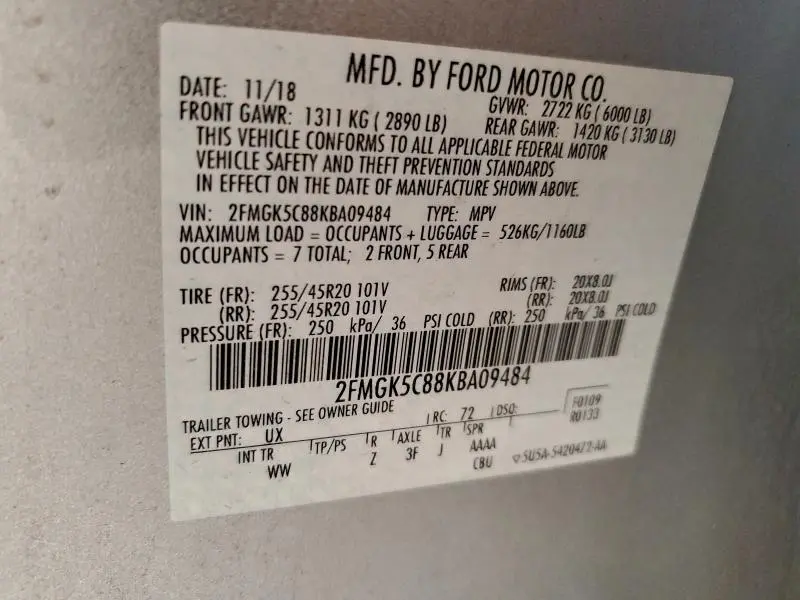 MFD. BY FORD MOTOR CO.
DATE: 11/18 GVWR: 2722 KG ( 6000 LB)
FRONT GAWR: 1311 KG ( 2890 LB) REAR GAWR: 1420 KG ( 3130 LB)
THIS VEHICLE CONFORMS TO ALL APPLICABLE FEDERAL MOTOR
VEHICLE SAFETY AND THEFT PREVENTION STANDARDS
IN EFFECT ON THE DATE OF MANUFACTURE SHOWN ABOVE.
VIN: 2FMGK5C88KBA09484 TYPE: MPV
MAXIMUM LOAD = OCCUPANTS + LUGGAGE = 526KG/1160LB
OCCUPANTS = 7 TOTAL; 2 FRONT, 5 REAR
TIRE (FR): 255/45R20 101V RIMS (FR): 20X8.0J
(RR): 255/45R20 101V (RR): 20X8.0J
PRESSURE (FR): 250 kPa/ 36 PSI COLD (RR): 250 kPa/ 36 PSI COLD
2FMGK5C88KBA09484
TRAILER TOWING - SEE OWNER GUIDE RC: 72 DSO: F0109
EXT PNT: UX R0133
INT TR TP/PS R AXLE TR SPR
WW Z 3F J AAAA
CBU 5U5A-5420472-AA